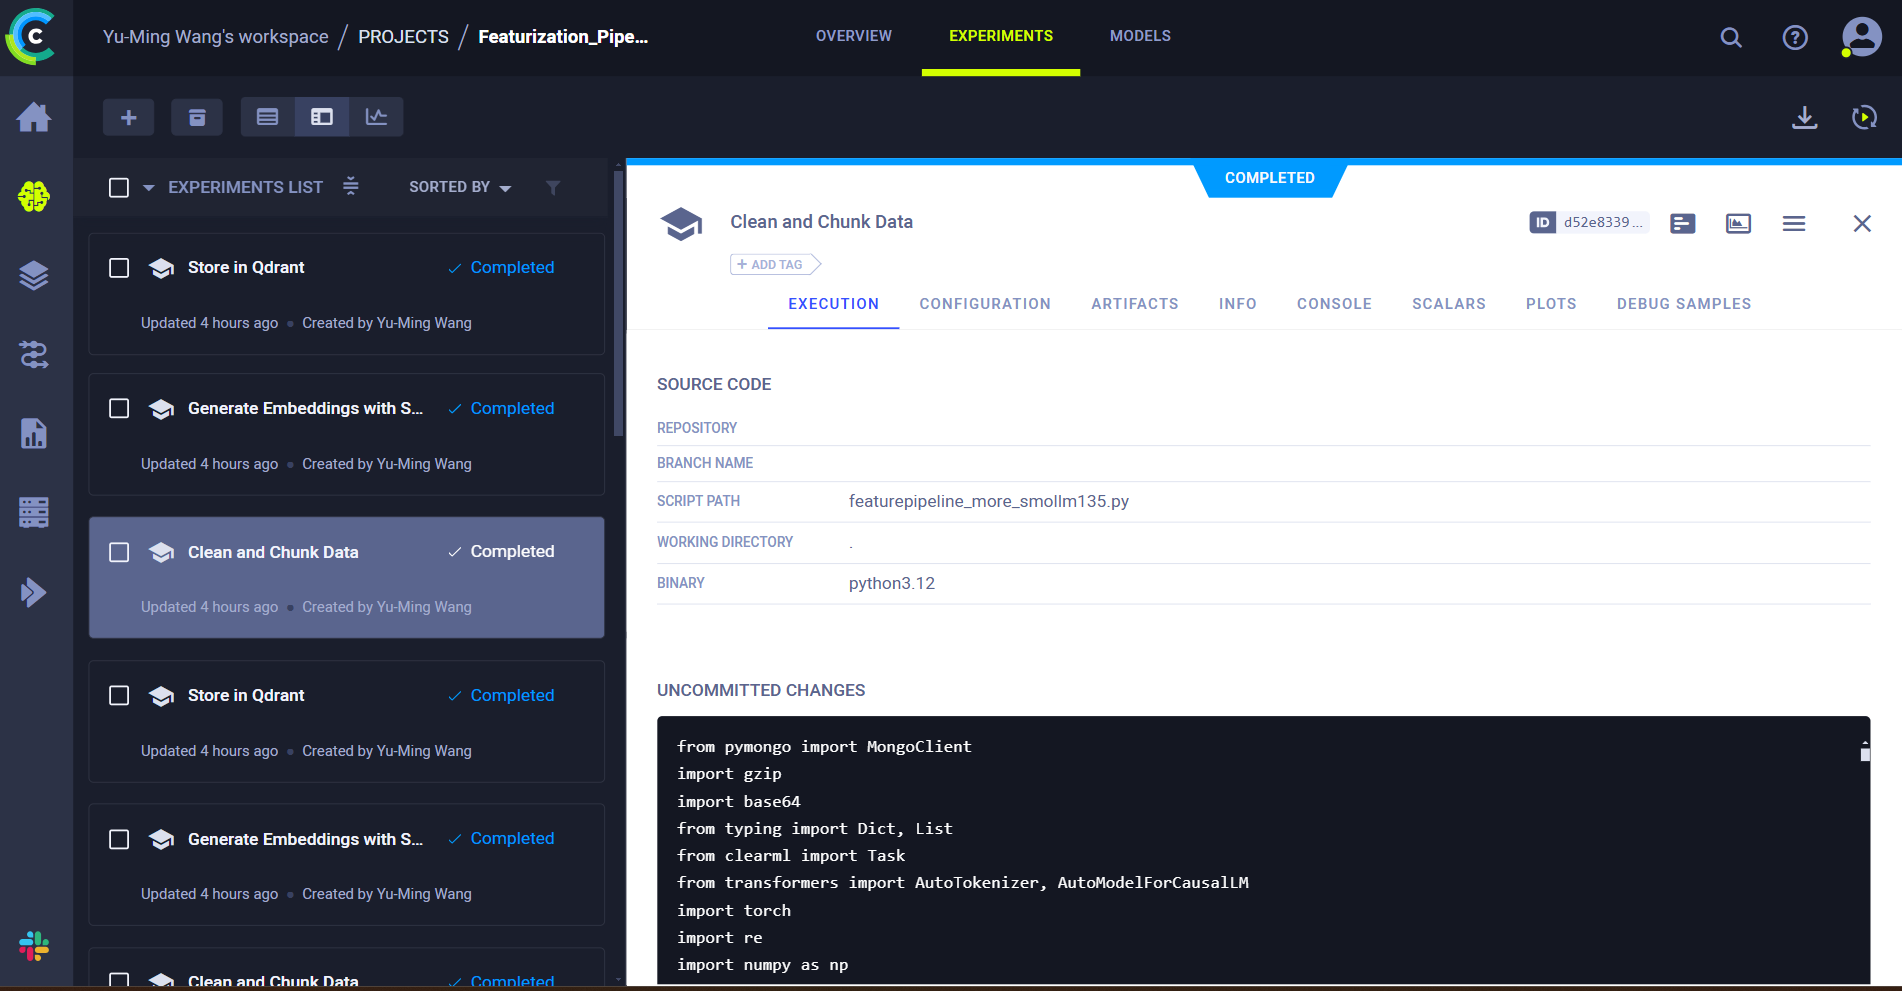 Yu-Ming Wang's workspace / PROJECTS / Featurization_Pipe...
OVERVIEW
EXPERIMENTS
MODELS
EXPERIMENTS LIST
SORTED BY
Store in Qdrant
Completed
Updated 4 hours ago • Created by Yu-Ming Wang
Generate Embeddings with S...
Completed
Updated 4 hours ago • Created by Yu-Ming Wang
Clean and Chunk Data
Completed
Updated 4 hours ago • Created by Yu-Ming Wang
Store in Qdrant
Completed
Updated 4 hours ago • Created by Yu-Ming Wang
Generate Embeddings with S...
Completed
Updated 4 hours ago • Created by Yu-Ming Wang
Clean and Chunk Data
Completed
COMPLETED
Clean and Chunk Data
ID d52e8339...
+ ADD TAG
EXECUTION
CONFIGURATION
ARTIFACTS
INFO
CONSOLE
SCALARS
PLOTS
DEBUG SAMPLES
SOURCE CODE
REPOSITORY
BRANCH NAME
SCRIPT PATH featurepipeline_more_smollm135.py
WORKING DIRECTORY .
BINARY python3.12
UNCOMMITTED CHANGES
from pymongo import MongoClient
import gzip
import base64
from typing import Dict, List
from clearml import Task
from transformers import AutoTokenizer, AutoModelForCausalLM
import torch
import re
import numpy as np